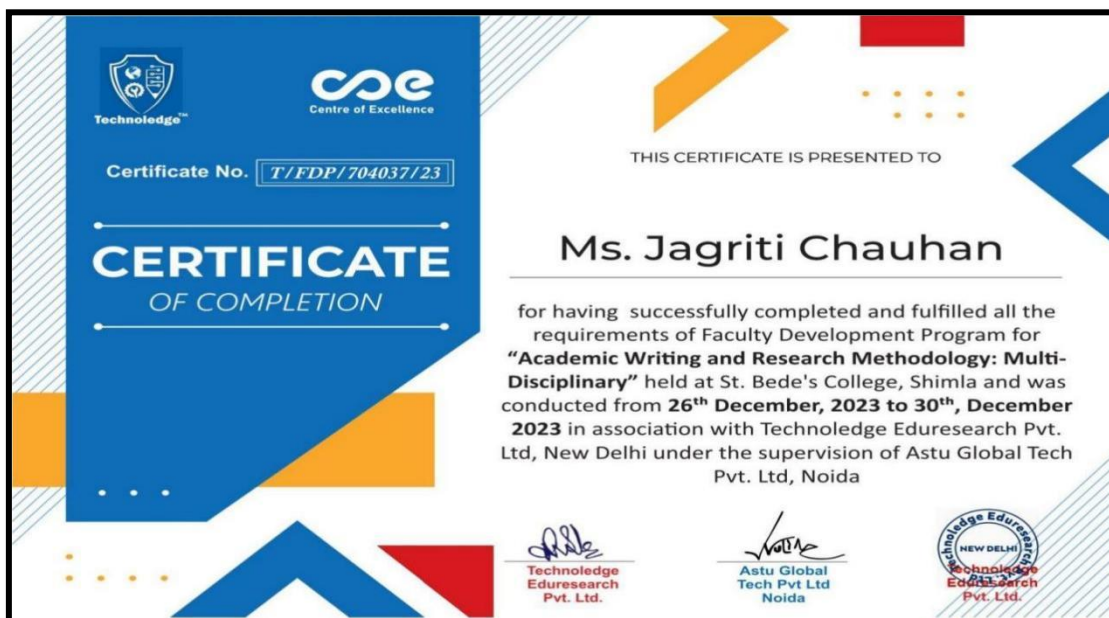 Technoledge™
coe
Centre of Excellence
Certificate No. T/FDP/704037/23
CERTIFICATE
OF COMPLETION
THIS CERTIFICATE IS PRESENTED TO
Ms. Jagriti Chauhan
for having successfully completed and fulfilled all the
requirements of Faculty Development Program for
“Academic Writing and Research Methodology: Multi-
Disciplinary” held at St. Bede's College, Shimla and was
conducted from 26th December, 2023 to 30th, December
2023 in association with Technoledge Eduresearch Pvt.
Ltd, New Delhi under the supervision of Astu Global Tech
Pvt. Ltd, Noida
Technoledge
Eduresearch
Pvt. Ltd.
Astu Global
Tech Pvt Ltd
Noida
Technoledge Eduresearch
NEW DELHI
Technoledge
Eduresearch
Pvt. Ltd.